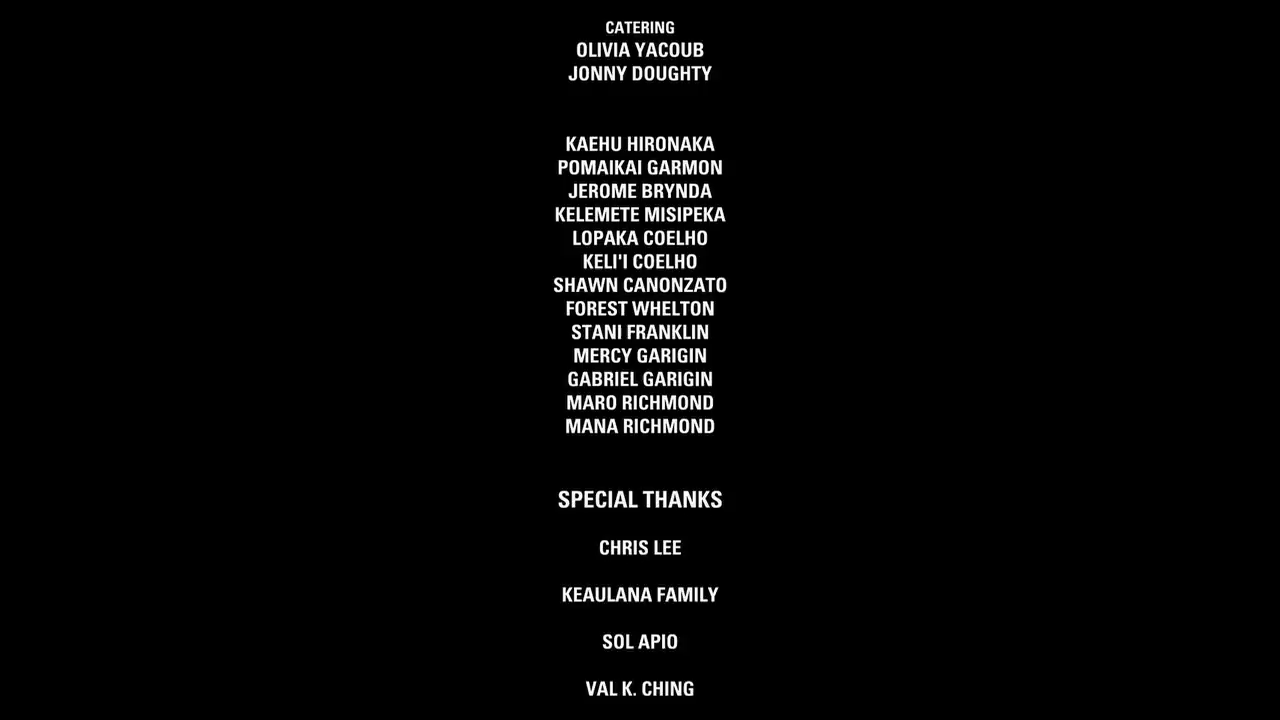 CATERING
OLIVIA YACOUB
JONNY DOUGHTY
KAEHU HIRONAKA
POMAIKAI GARMON
JEROME BRYNDA
KELEMETE MISIPEKA
LOPAKA COELHO
KELI'I COELHO
SHAWN CANONZATO
FOREST WHELTON
STANI FRANKLIN
MERCY GARIGIN
GABRIEL GARIGIN
MARO RICHMOND
MANA RICHMOND
SPECIAL THANKS
CHRIS LEE
KEAULANA FAMILY
SOL APIO
VAL K. CHING